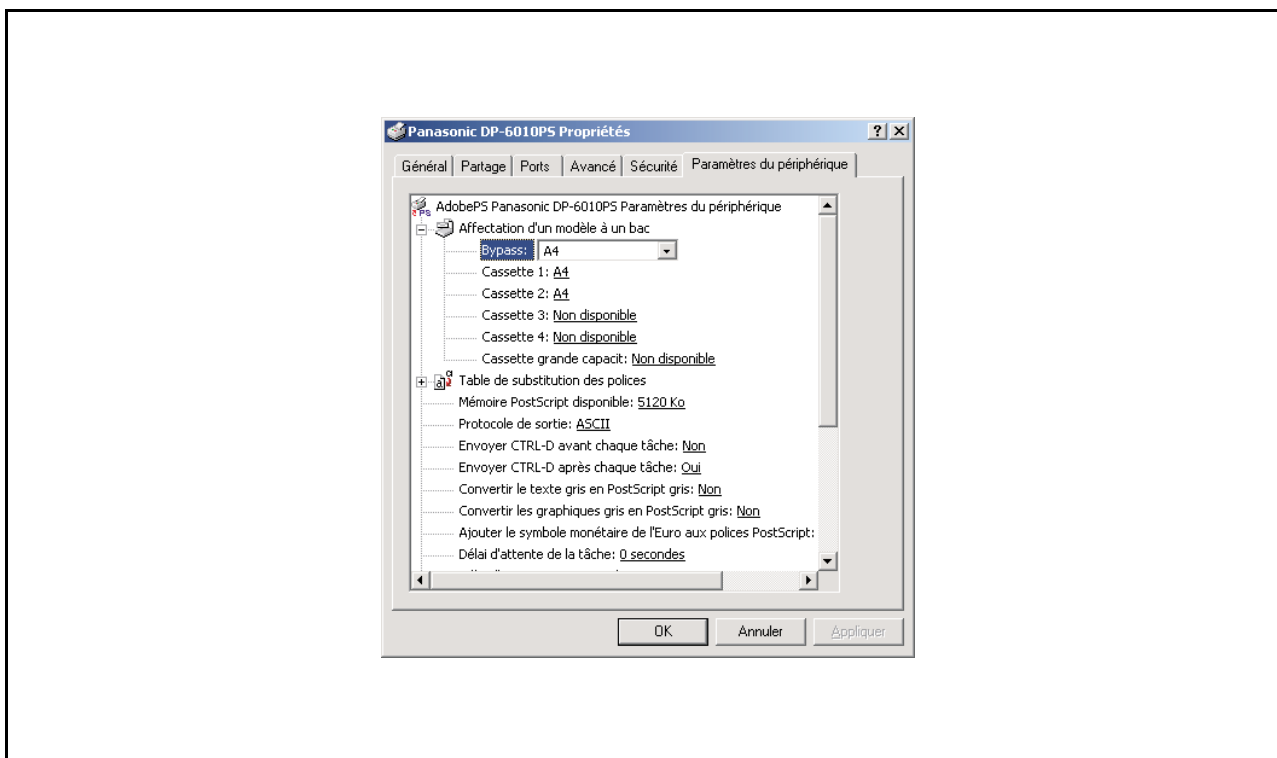 Panasonic DP-6010PS Propriétés
Général Partage Ports Avancé Sécurité Paramètres du périphérique
AdobePS Panasonic DP-6010PS Paramètres du périphérique
Affectation d'un modèle à un bac
Bypass: A4
Cassette 1: A4
Cassette 2: A4
Cassette 3: Non disponible
Cassette 4: Non disponible
Cassette grande capacit: Non disponible
Table de substitution des polices
Mémoire PostScript disponible: 5120 Ko
Protocole de sortie: ASCII
Envoyer CTRL-D avant chaque tâche: Non
Envoyer CTRL-D après chaque tâche: Oui
Convertir le texte gris en PostScript gris: Non
Convertir les graphiques gris en PostScript gris: Non
Ajouter le symbole monétaire de l'Euro aux polices PostScript:
Délai d'attente de la tâche: 0 secondes
OK Annuler Appliquer